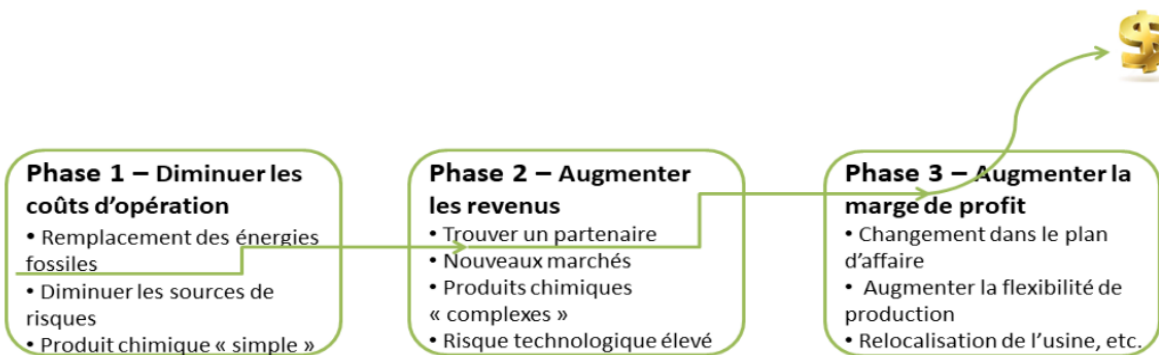 Phase 1 – Diminuer les
coûts d’opération
• Remplacement des énergies
fossiles
• Diminuer les sources de
risques
• Produit chimique « simple »
Phase 2 – Augmenter
les revenus
• Trouver un partenaire
• Nouveaux marchés
• Produits chimiques
« complexes »
• Risque technologique élevé
Phase 3 – Augmenter la
marge de profit
• Changement dans le plan
d’affaire
• Augmenter la flexibilité de
production
• Relocalisation de l’usine, etc.
$